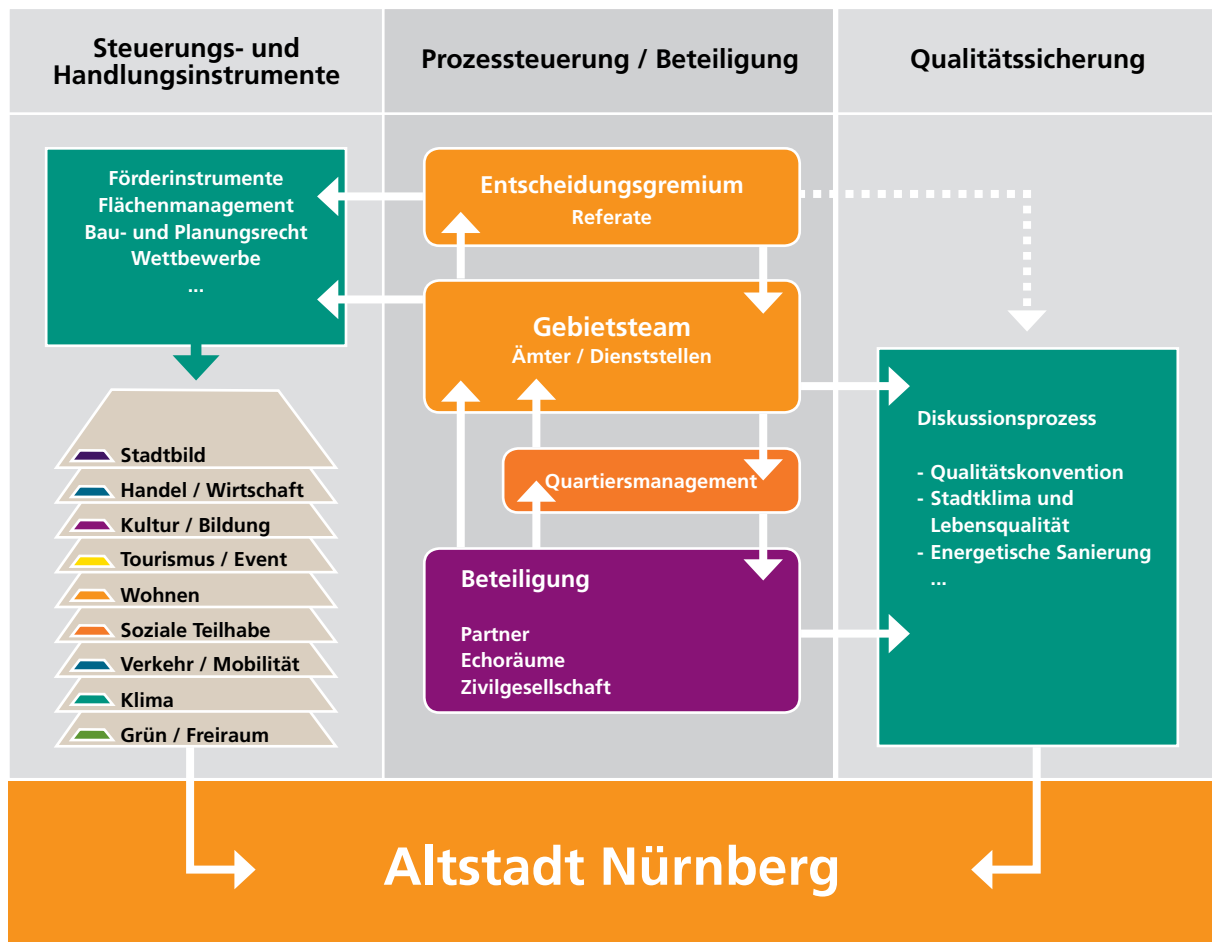 Steuerungs- und
Handlungsinstrumente
Prozessteuerung / Beteiligung
Qualitätssicherung
Förderinstrumente
Flächenmanagement
Bau- und Planungsrecht
Wettbewerbe
...
Stadtbild
Handel / Wirtschaft
Kultur / Bildung
Tourismus / Event
Wohnen
Soziale Teilhabe
Verkehr / Mobilität
Klima
Grün / Freiraum
Entscheidungsgremium
Referate
Gebietsteam
Ämter / Dienststellen
Quartiersmanagement
Beteiligung
Partner
Echoräume
Zivilgesellschaft
Diskussionsprozess
- Qualitätskonvention
- Stadtklima und
Lebensqualität
- Energetische Sanierung
...
Altstadt Nürnberg